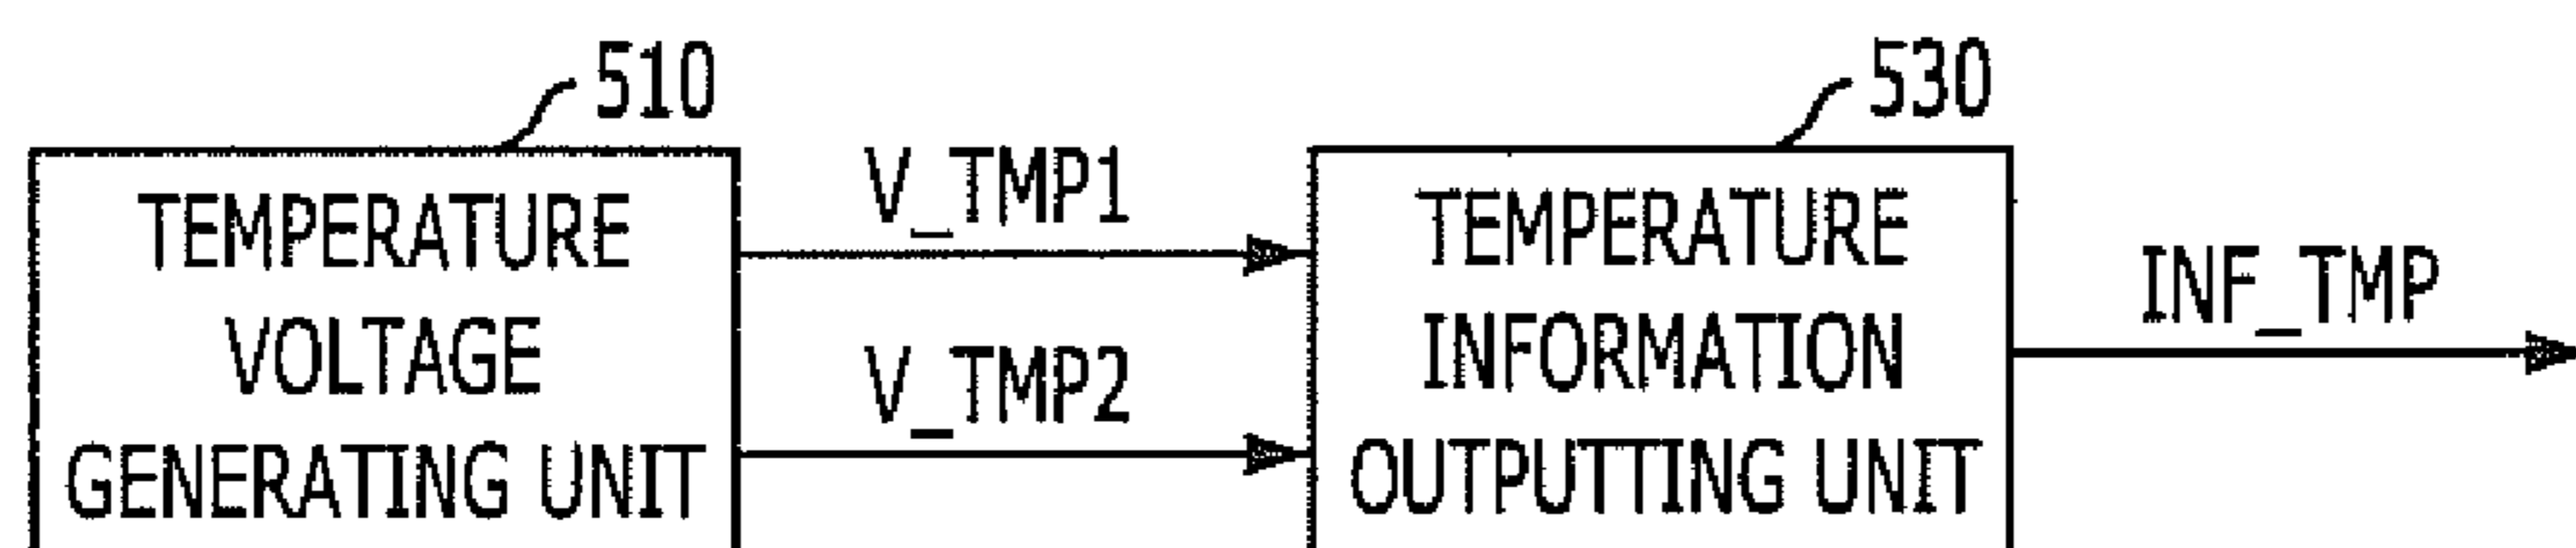 510
TEMPERATURE
VOLTAGE
GENERATING UNIT
V_TMP1
V_TMP2
530
TEMPERATURE
INFORMATION
OUTPUTTING UNIT
INF_TMP